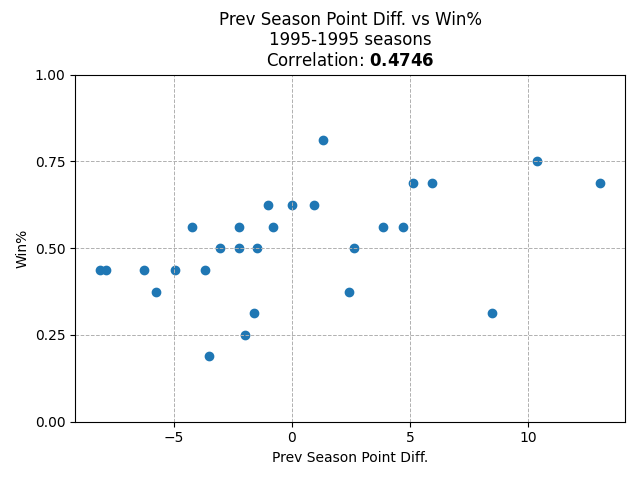 Prev Season Point Diff. vs Win%
1995-1995 seasons
Correlation: 0.4746
1.00
0.75
0.50
0.25
0.00
Win%
−5
0
5
10
Prev Season Point Diff.